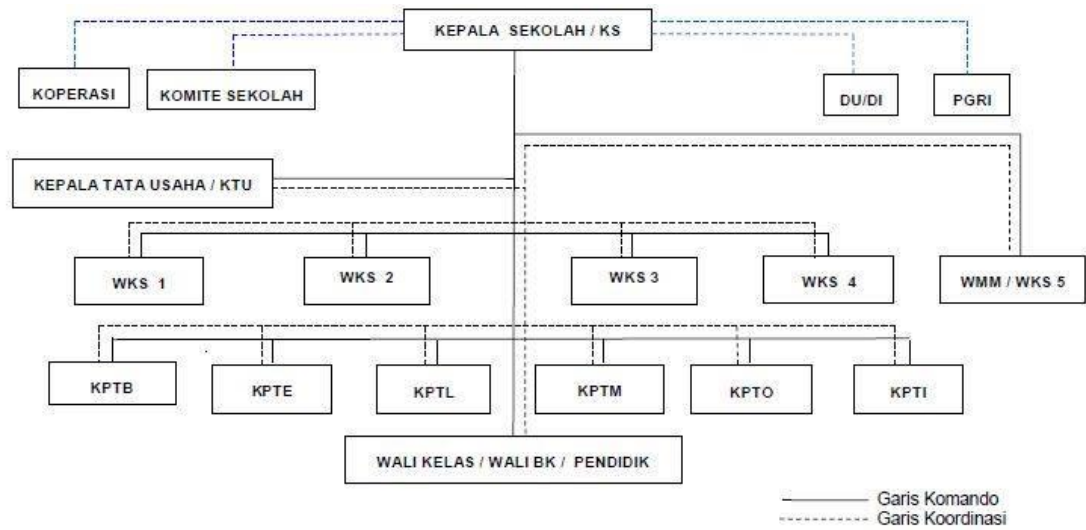 KEPALA SEKOLAH / KS
KOPERASI
KOMITE SEKOLAH
DU/DI
PGRI
KEPALA TATA USAHA / KTU
WKS 1
WKS 2
WKS 3
WKS 4
WMM / WKS 5
KPTB
KPTE
KPTL
KPTM
KPTO
KPTI
WALI KELAS / WALI BK / PENDIDIK
Garis Komando
Garis Koordinasi